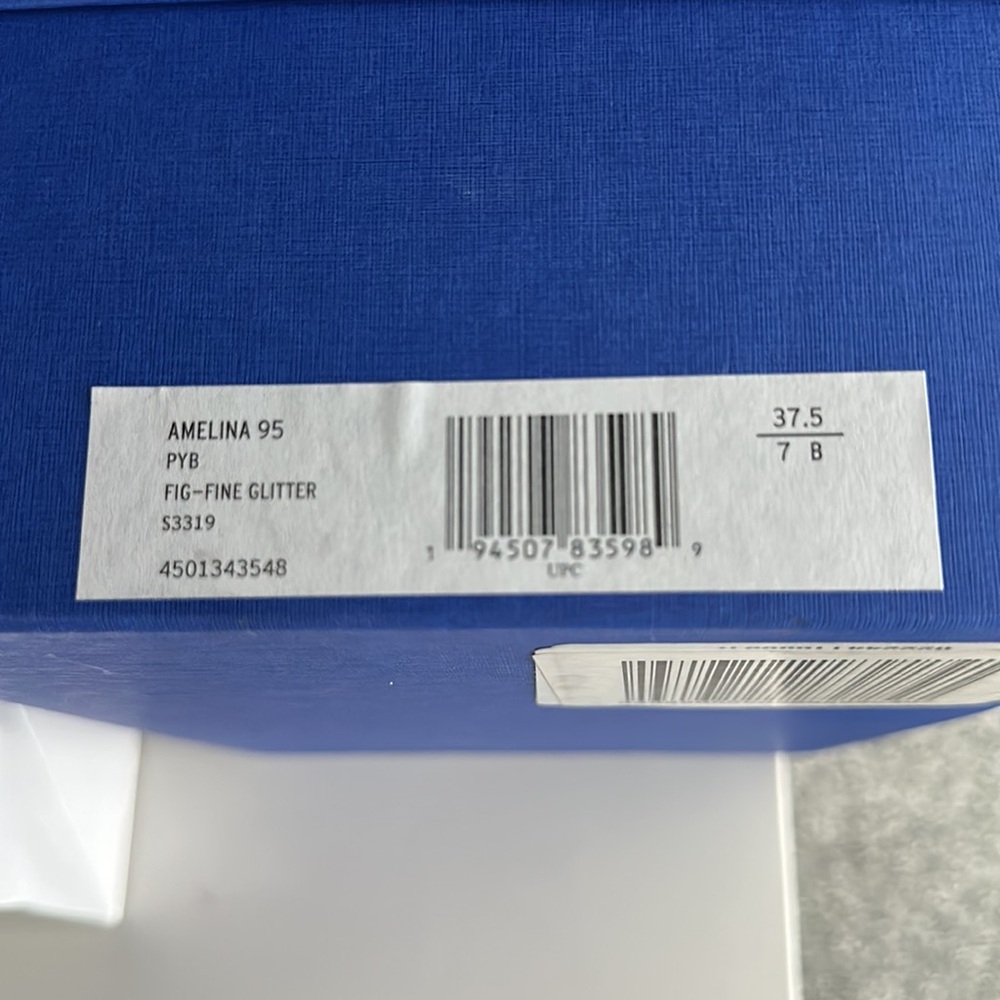 AMELINA 95
PYB
FIG-FINE GLITTER
S3319
4501343548
1 94507 83598 9
UPC
37.5
7 B